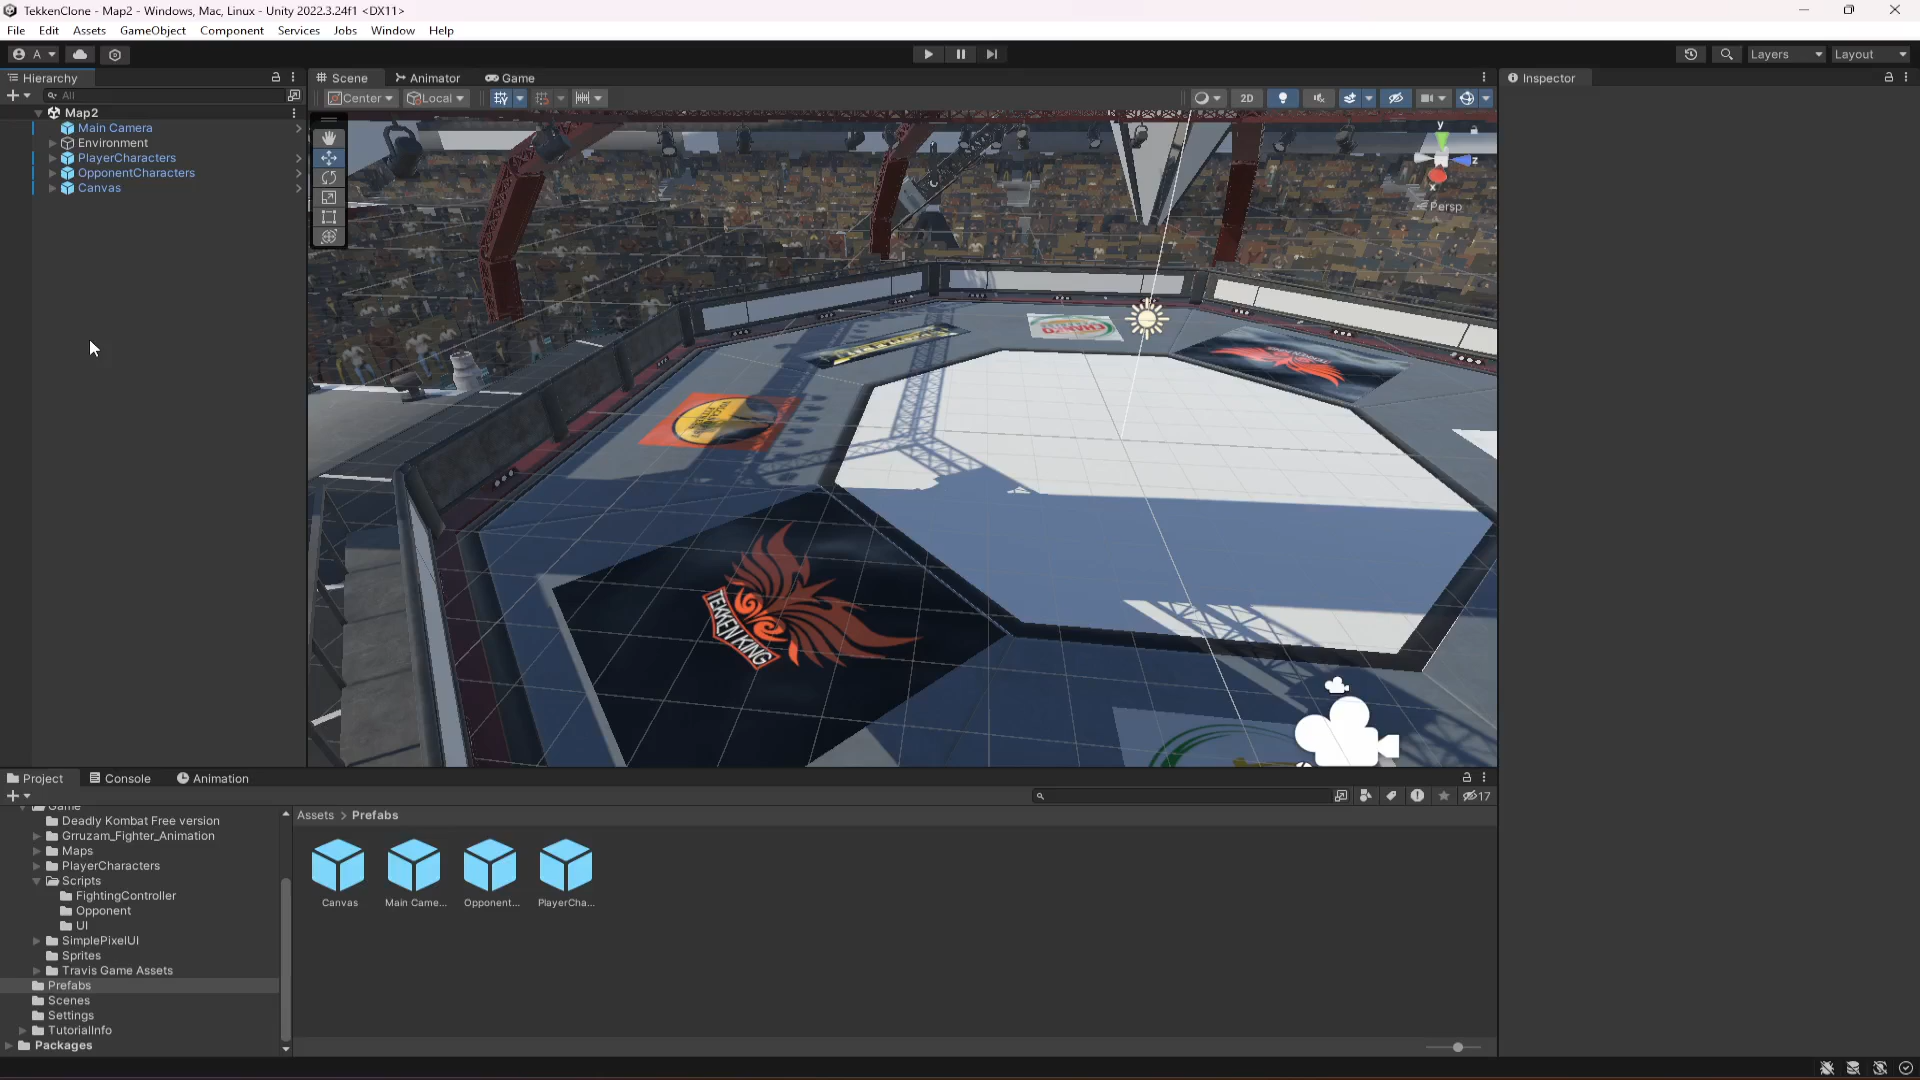 TekkenClone - Map2 - Windows, Mac, Linux - Unity 2022.3.24f1 <DX11>
File Edit Assets GameObject Component Services Jobs Window Help
A
Layers
Layout
Hierarchy
Scene
Animator
Game
Inspector
All
Center
Local
2D
Map2
Main Camera
Environment
PlayerCharacters
OpponentCharacters
Canvas
y
z
x
Persp
TEKKEN KING
Project
Console
Animation
17
Game
Deadly Kombat Free version
Grruzam_Fighter_Animation
Maps
PlayerCharacters
Scripts
FightingController
Opponent
UI
SimplePixelUI
Sprites
Travis Game Assets
Prefabs
Scenes
Settings
TutorialInfo
Packages
Assets > Prefabs
Canvas
Main Came...
Opponent...
PlayerCha...